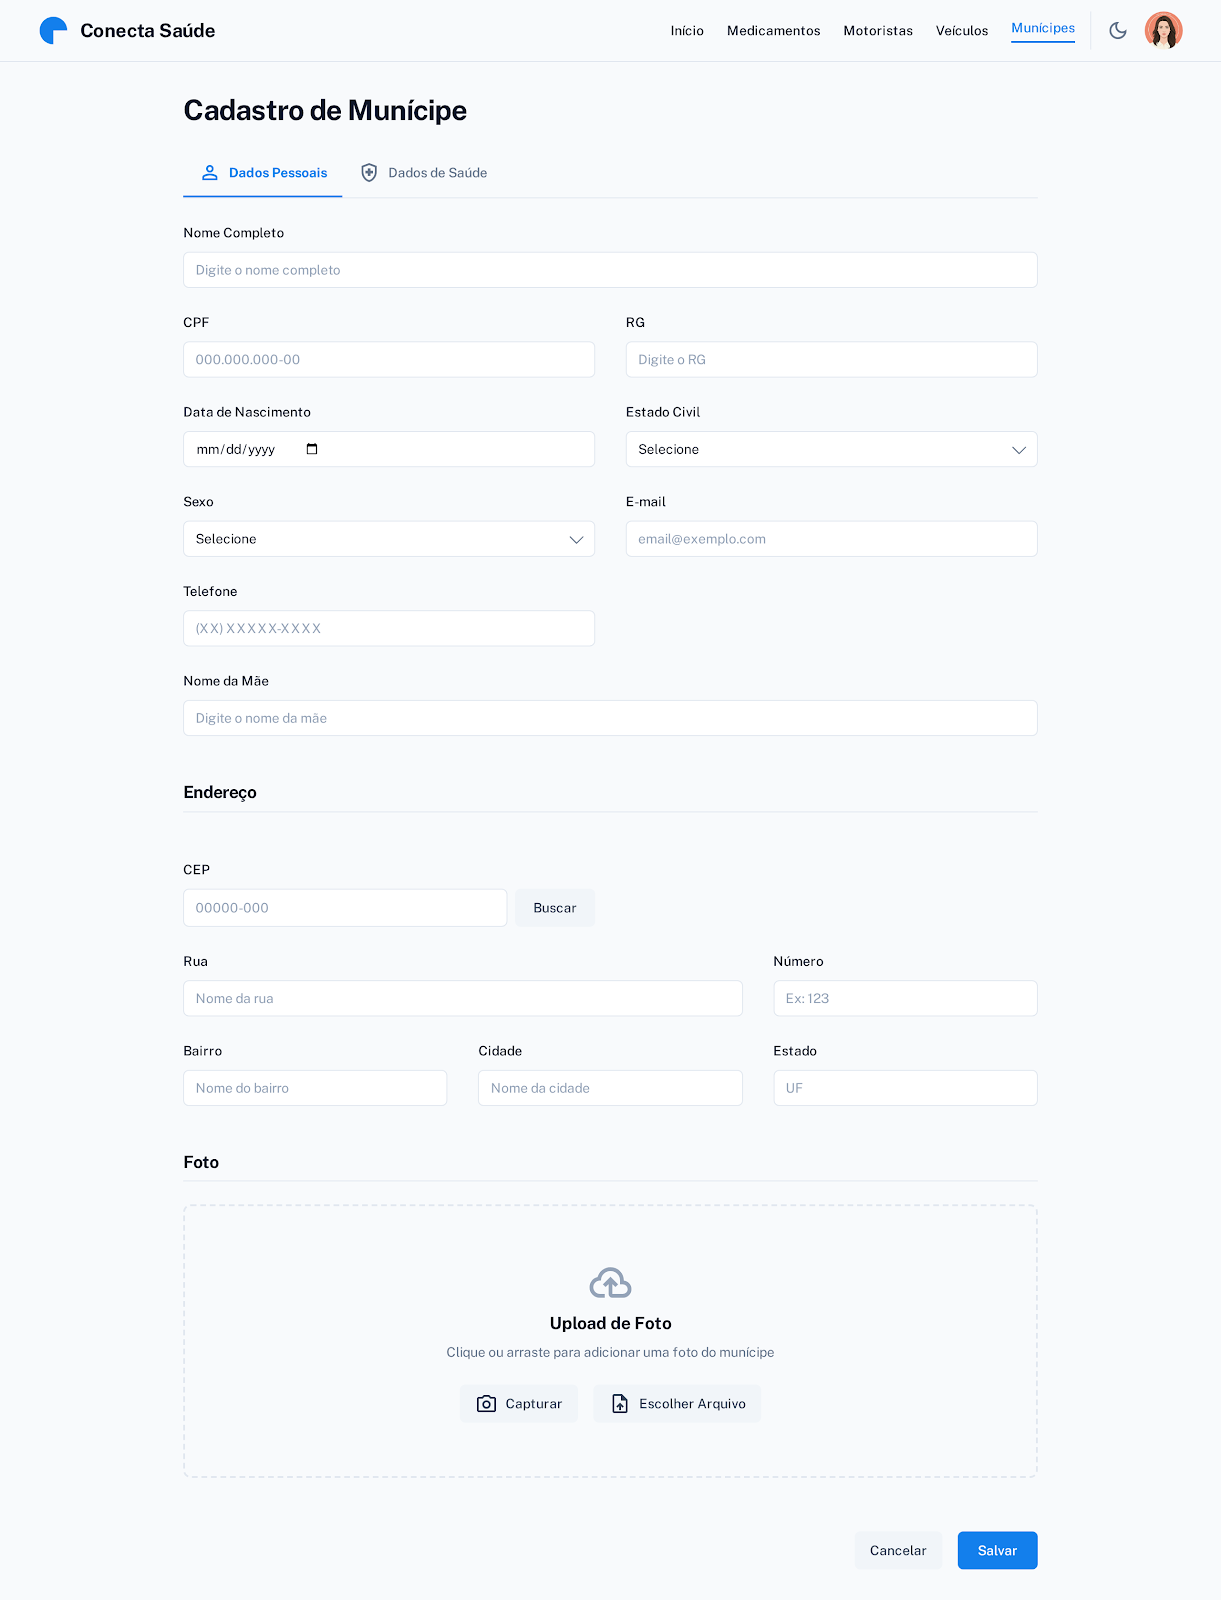 Conecta Saúde
Início Medicamentos Motoristas Veículos Munícipes
Cadastro de Munícipe
Dados Pessoais Dados de Saúde
Nome Completo
Digite o nome completo
CPF RG
000.000.000-00 Digite o RG
Data de Nascimento Estado Civil
mm/dd/yyyy Selecione
Sexo E-mail
Selecione email@exemplo.com
Telefone
(XX) XXXXX-XXXX
Nome da Mãe
Digite o nome da mãe
Endereço
CEP
00000-000 Buscar
Rua Número
Nome da rua Ex: 123
Bairro Cidade Estado
Nome do bairro Nome da cidade UF
Foto
Upload de Foto
Clique ou arraste para adicionar uma foto do munícipe
Capturar Escolher Arquivo
Cancelar Salvar